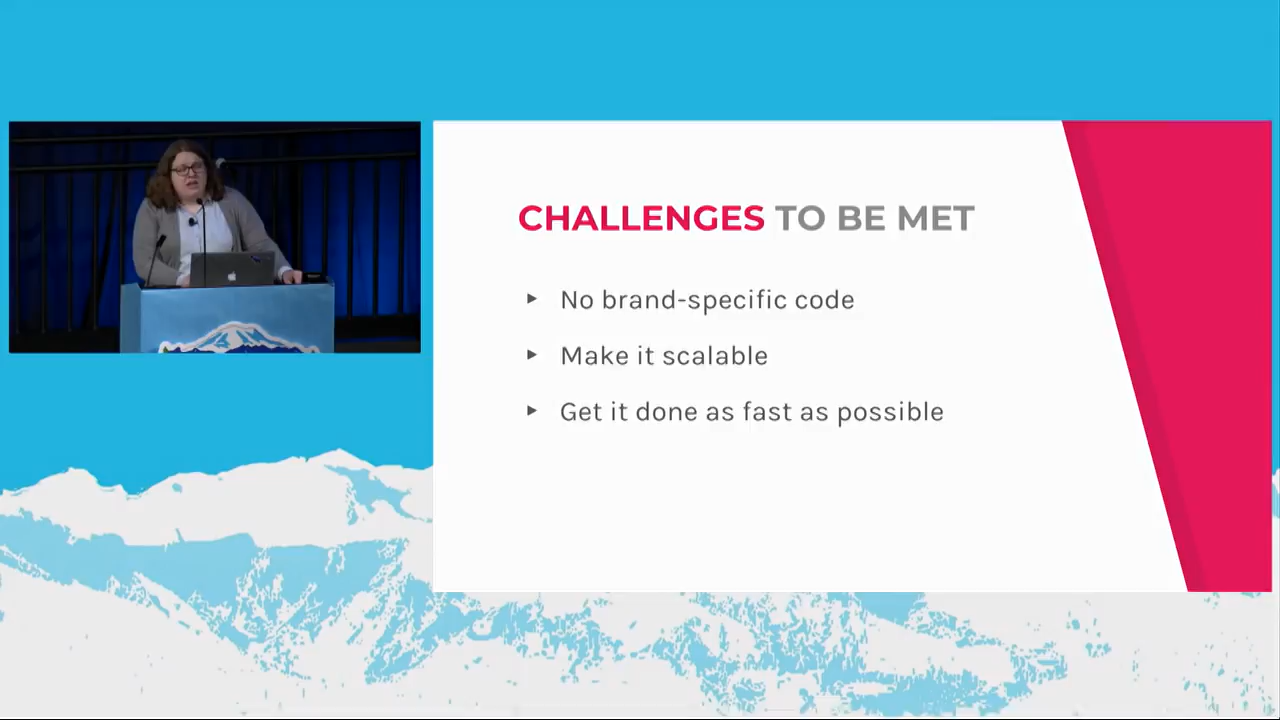 CHALLENGES TO BE MET
No brand-specific code
Make it scalable
Get it done as fast as possible